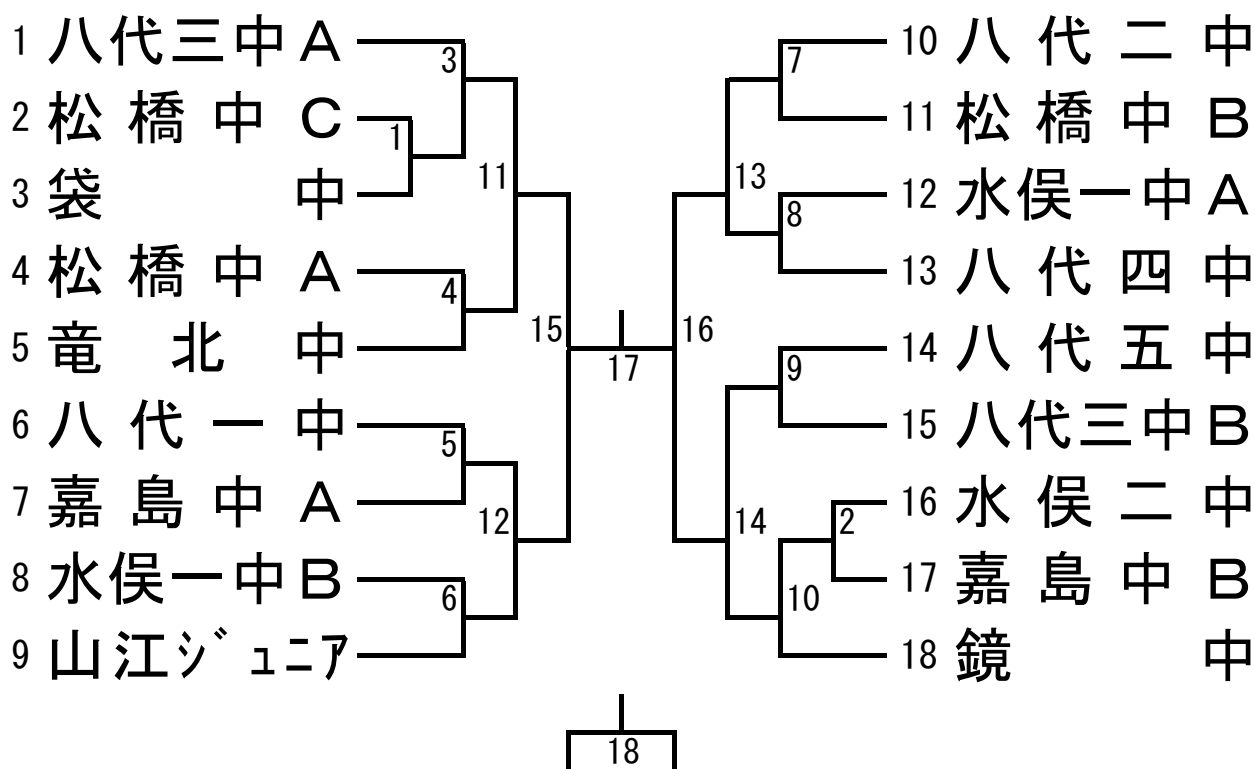 1 八代三中A
2 松橋中C
3 袋中
4 松橋中A
5 竜北中
6 八代一中
7 嘉島中A
8 水俣一中B
9 山江ｼﾞｭﾆｱ
3
1
11
4
15
5
12
6
17
18
7
13
8
16
9
14
2
10
10 八代二中
11 松橋中B
12 水俣一中A
13 八代四中
14 八代五中
15 八代三中B
16 水俣二中
17 嘉島中B
18 鏡中